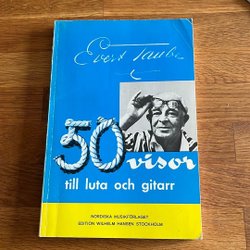 Evert Taube
50 visor
till luta och gitarr
NORDISKA MUSIKFÖRLAGET
EDITION WILHELM HANSEN STOCKHOLM